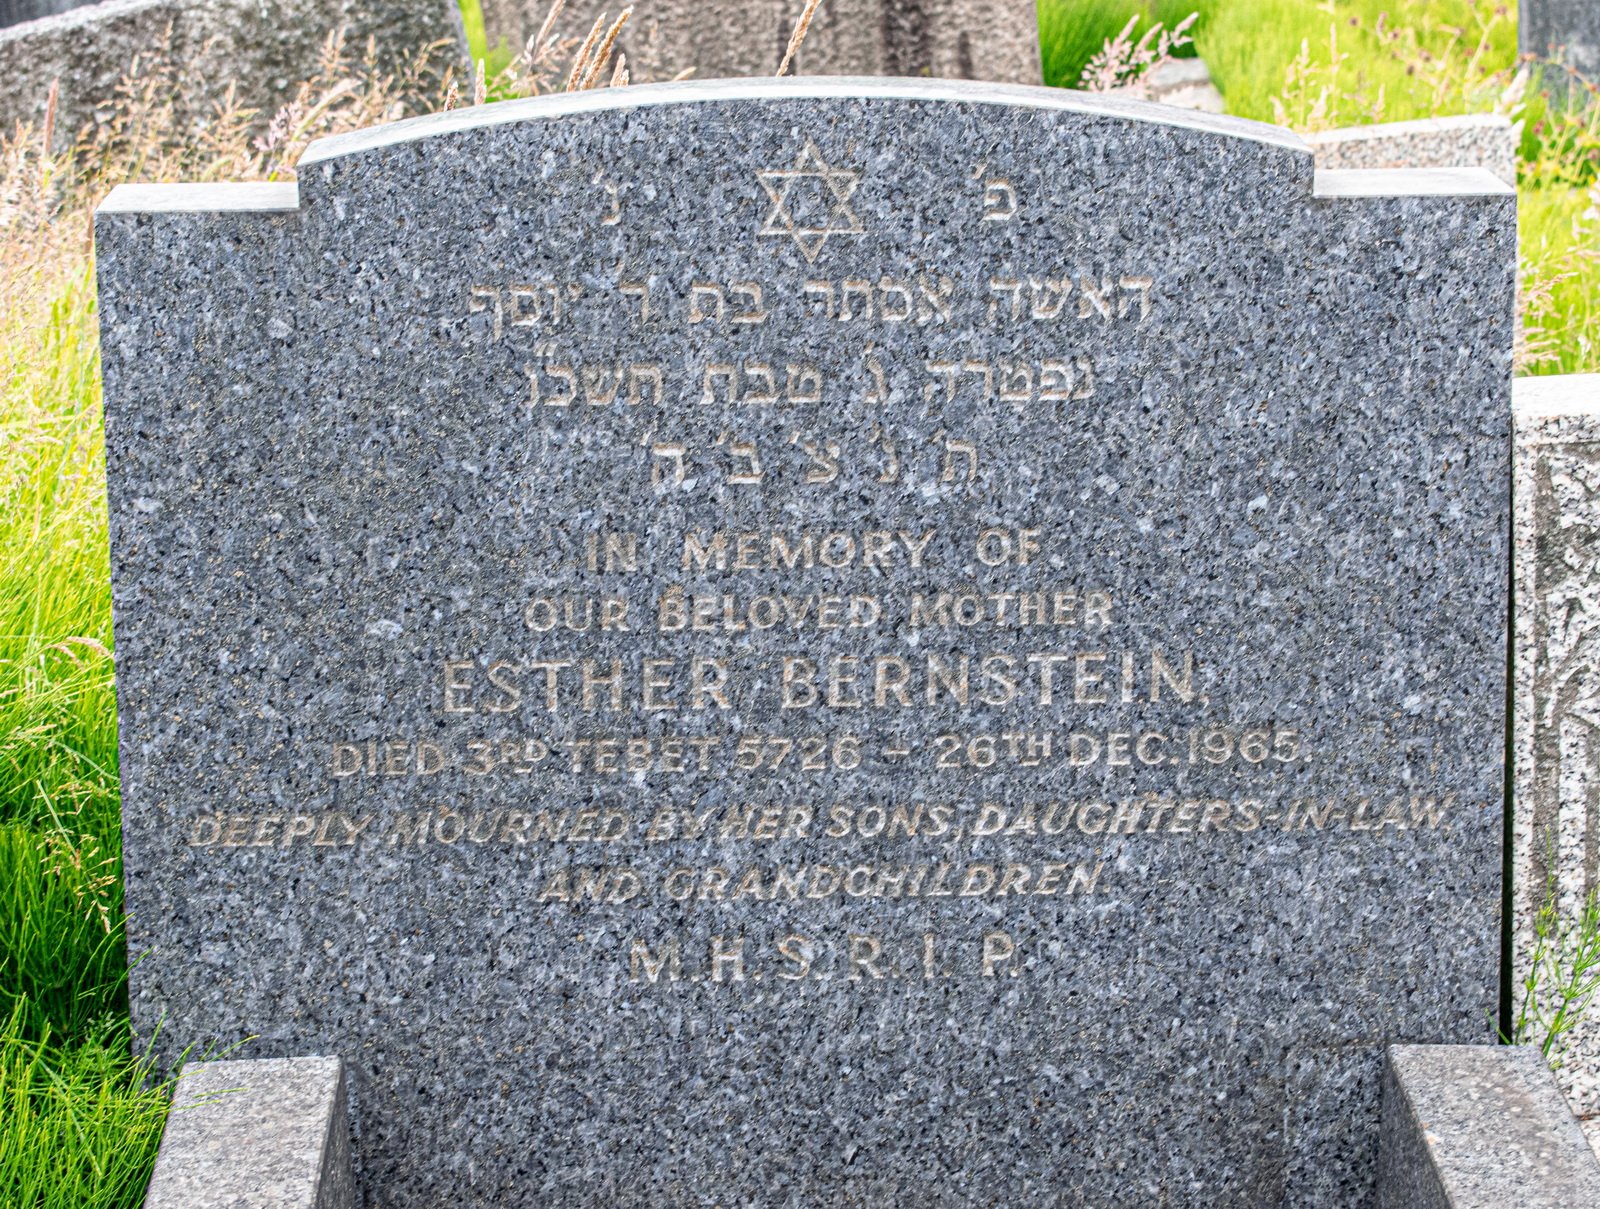 פ' נ'
האשה אסתר בת ר' יוסף
נפטרה ג' טבת תשכ"ו
ת' נ' צ' ב' ה'
IN MEMORY OF
OUR BELOVED MOTHER
ESTHER BERNSTEIN,
DIED 3RD TEBET 5726 – 26TH DEC. 1965.
DEEPLY MOURNED BY HER SONS, DAUGHTERS-IN-LAW,
AND GRANDCHILDREN.
M.H.S.R.I.P.